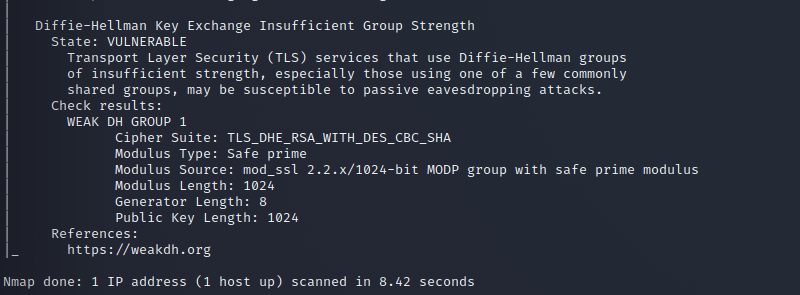 |
|   Diffie-Hellman Key Exchange Insufficient Group Strength
|     State: VULNERABLE
|       Transport Layer Security (TLS) services that use Diffie-Hellman groups
|       of insufficient strength, especially those using one of a few commonly
|       shared groups, may be susceptible to passive eavesdropping attacks.
|     Check results:
|       WEAK DH GROUP 1
|             Cipher Suite: TLS_DHE_RSA_WITH_DES_CBC_SHA
|             Modulus Type: Safe prime
|             Modulus Source: mod_ssl 2.2.x/1024-bit MODP group with safe prime modulus
|             Modulus Length: 1024
|             Generator Length: 8
|             Public Key Length: 1024
|     References:
|_      https://weakdh.org

Nmap done: 1 IP address (1 host up) scanned in 8.42 seconds